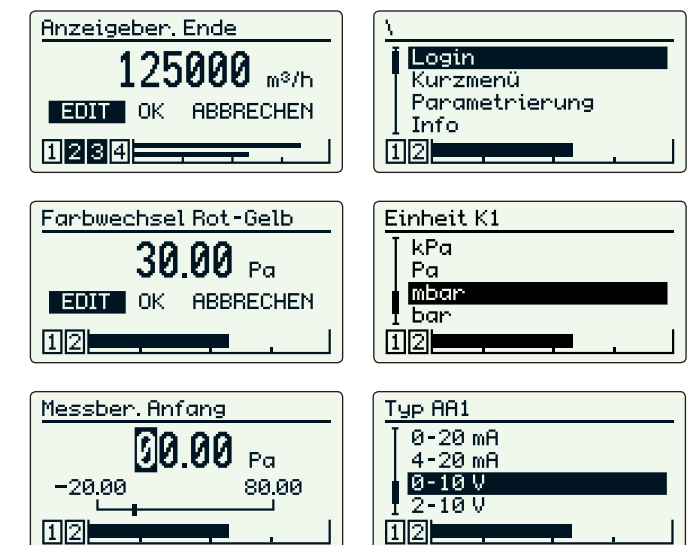 Anzeigeber. Ende
125000 m³/h
EDIT OK ABBRECHEN
1 2 3 4
\
Login
Kurzmenü
Parametrierung
Info
1 2
Farbwechsel Rot-Gelb
30.00 Pa
EDIT OK ABBRECHEN
1 2
Einheit K1
kPa
Pa
mbar
bar
1 2
Messber. Anfang
00.00 Pa
-20.00 80.00
1 2
Typ AA1
0-20 mA
4-20 mA
0-10 V
2-10 V
1 2